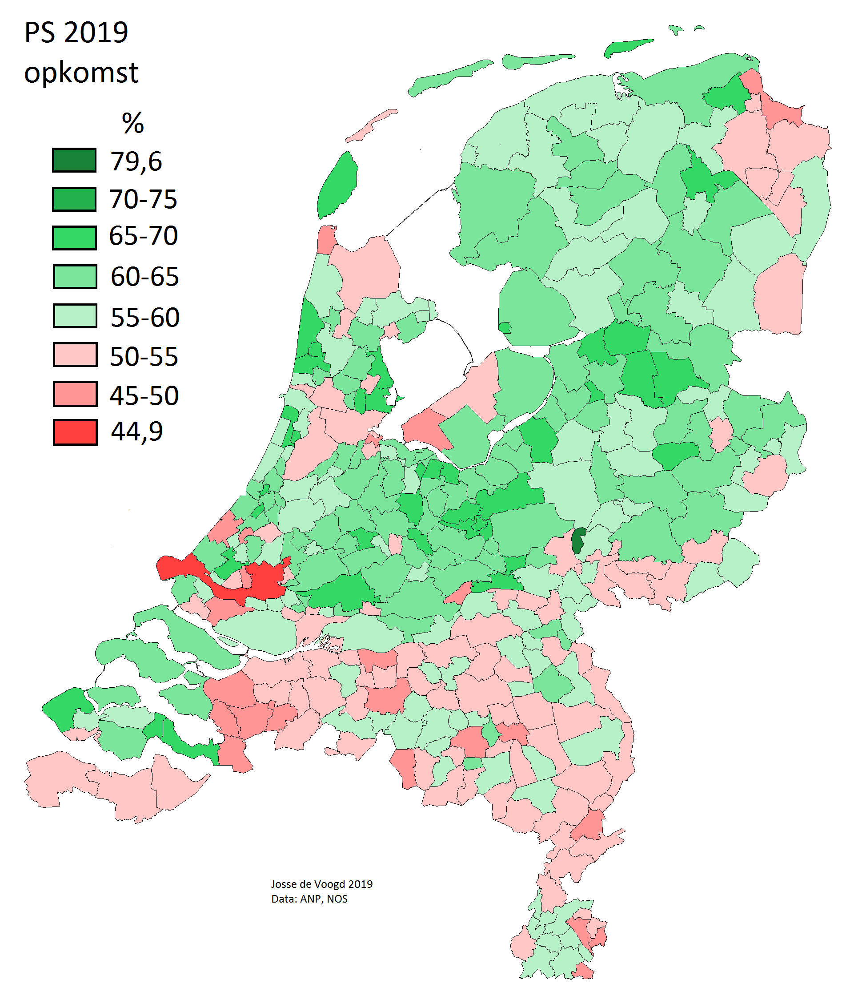 PS 2019
opkomst
%
79,6
70-75
65-70
60-65
55-60
50-55
45-50
44,9
Josse de Voogd 2019
Data: ANP, NOS